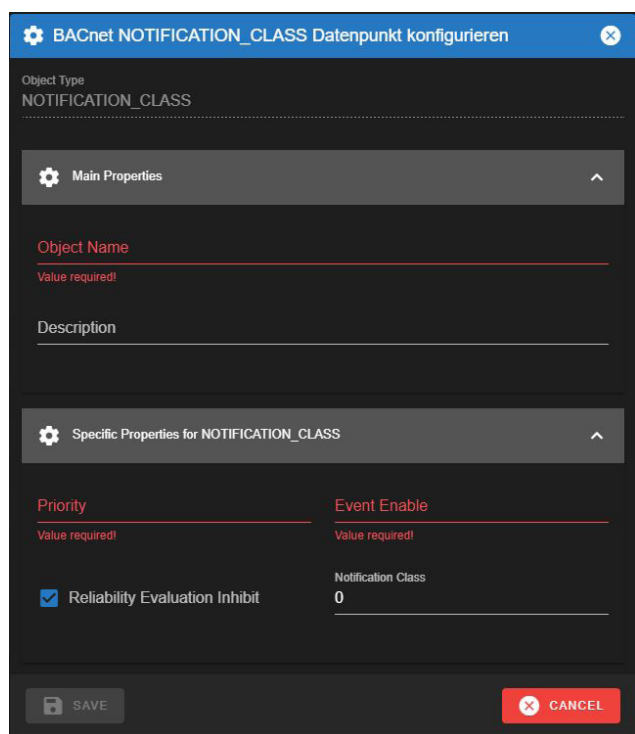 BACnet NOTIFICATION_CLASS Datenpunkt konfigurieren
Object Type
NOTIFICATION_CLASS
Main Properties
Object Name
Value required!
Description
Specific Properties for NOTIFICATION_CLASS
Priority Event Enable
Value required! Value required!
Reliability Evaluation Inhibit
Notification Class
0
SAVE CANCEL